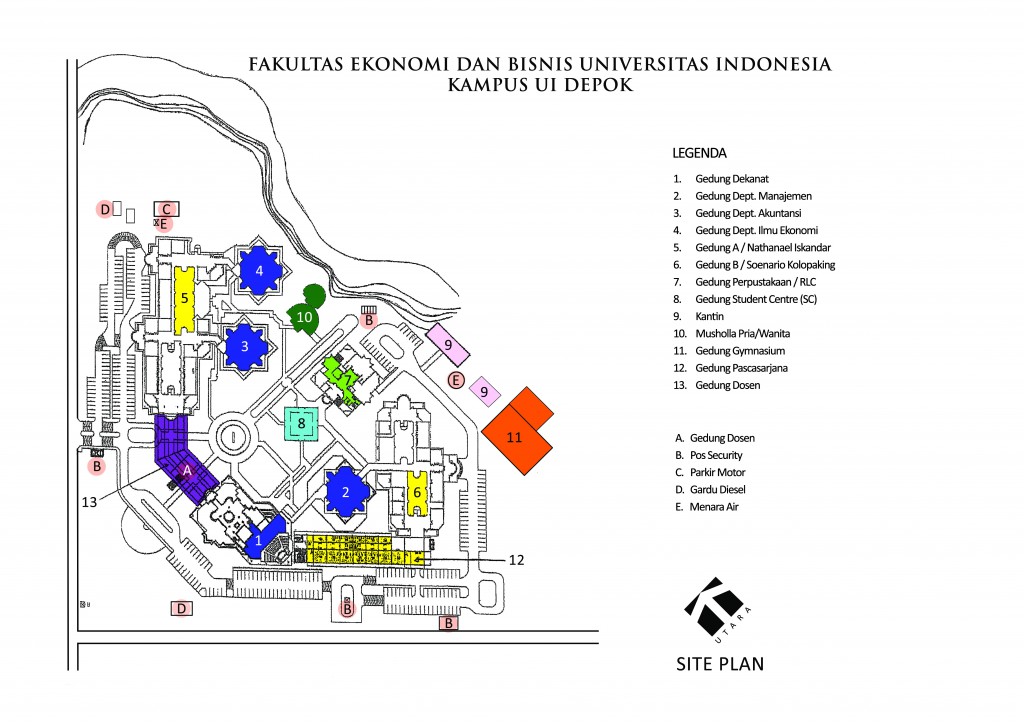 FAKULTAS EKONOMI DAN BISNIS UNIVERSITAS INDONESIA
KAMPUS UI DEPOK
LEGENDA
1. Gedung Dekanat
2. Gedung Dept. Manajemen
3. Gedung Dept. Akuntansi
4. Gedung Dept. Ilmu Ekonomi
5. Gedung A / Nathanael Iskandar
6. Gedung B / Soenario Kolopaking
7. Gedung Perpustakaan / RLC
8. Gedung Student Centre (SC)
9. Kantin
10. Musholla Pria/Wanita
11. Gedung Gymnasium
12. Gedung Pascasarjana
13. Gedung Dosen
A. Gedung Dosen
B. Pos Security
C. Parkir Motor
D. Gardu Diesel
E. Menara Air
D
C
E
4
5
10
B
3
9
7
E
9
8
11
B
A
13
2
6
1
12
D
B
B
B
UTARA
SITE PLAN